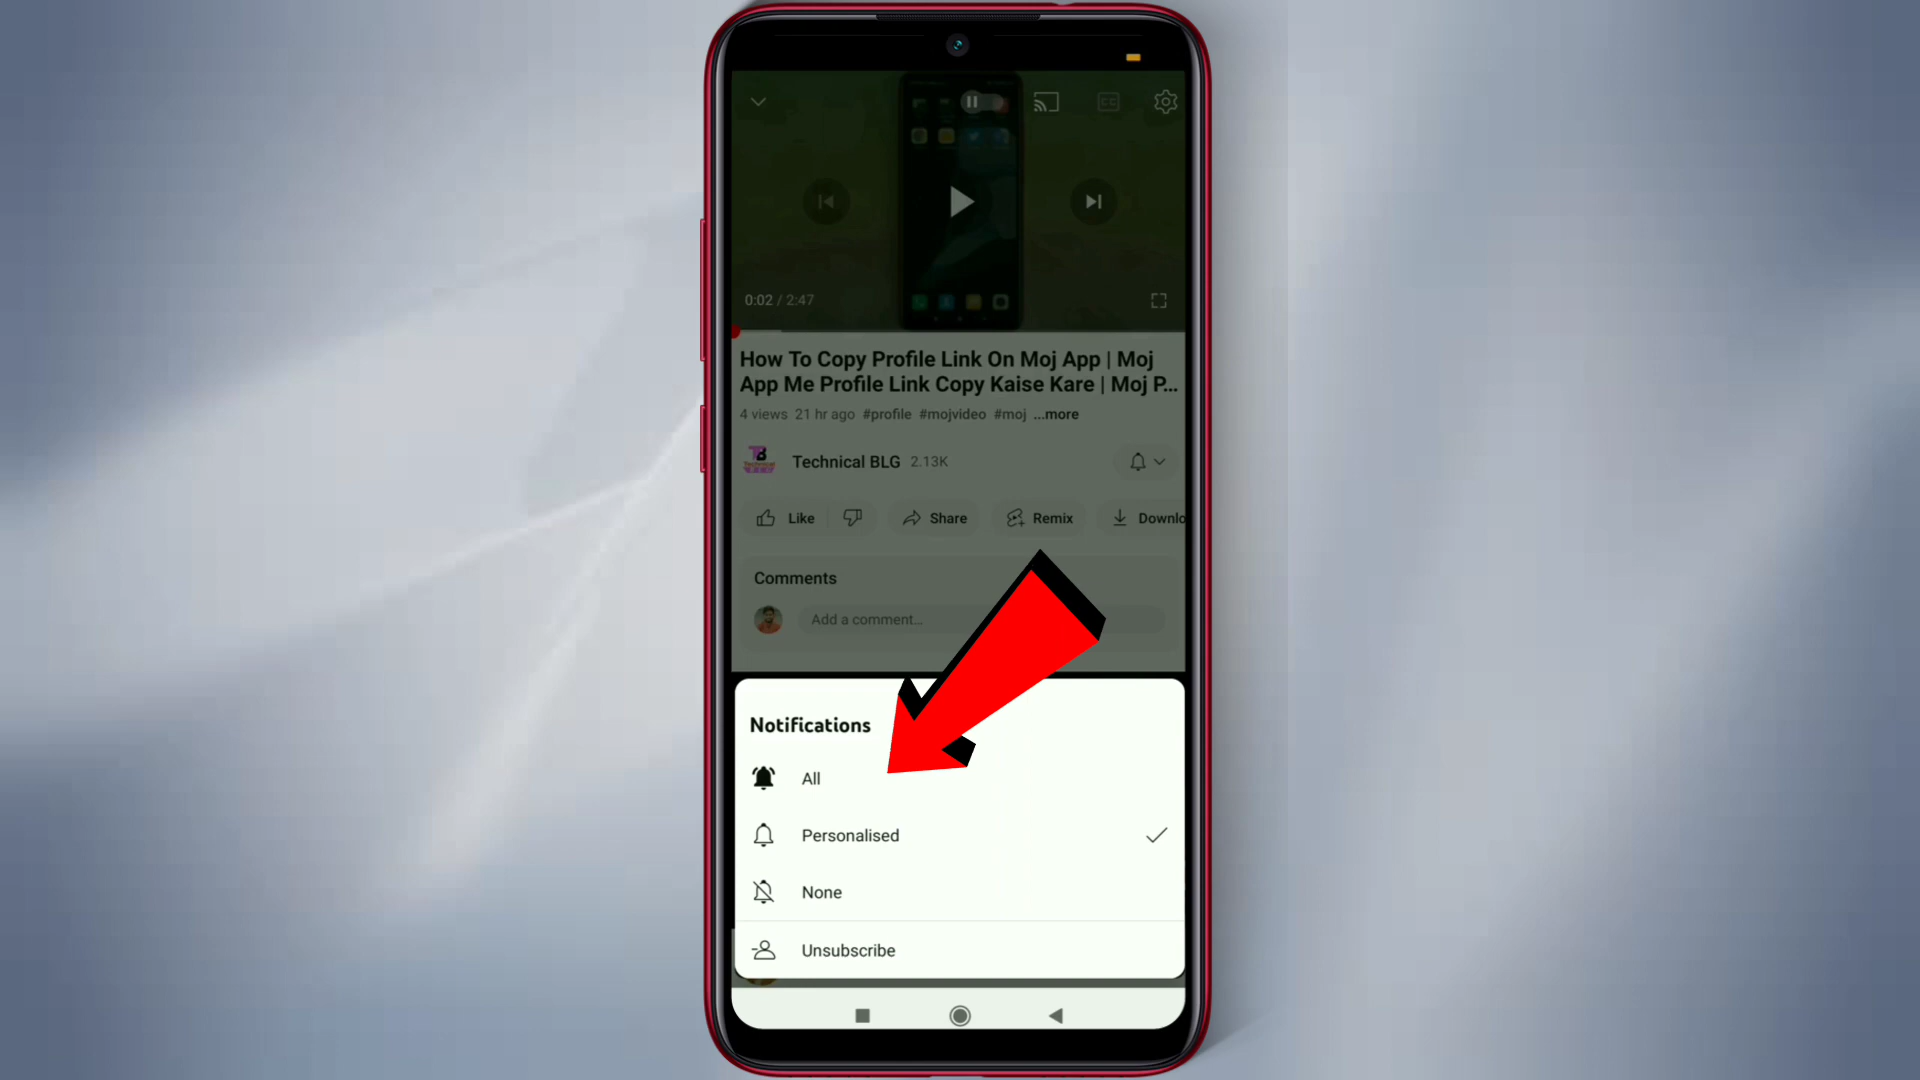 CC
0:02 / 2:47
How To Copy Profile Link On Moj App | Moj
App Me Profile Link Copy Kaise Kare | Moj P...
4 views 21 hr ago #profile #mojvideo #moj ...more
Technical BLG 2.13K
Like
Share
Remix
Downlo
Comments
Add a comment...
Notifications
All
Personalised
None
Unsubscribe